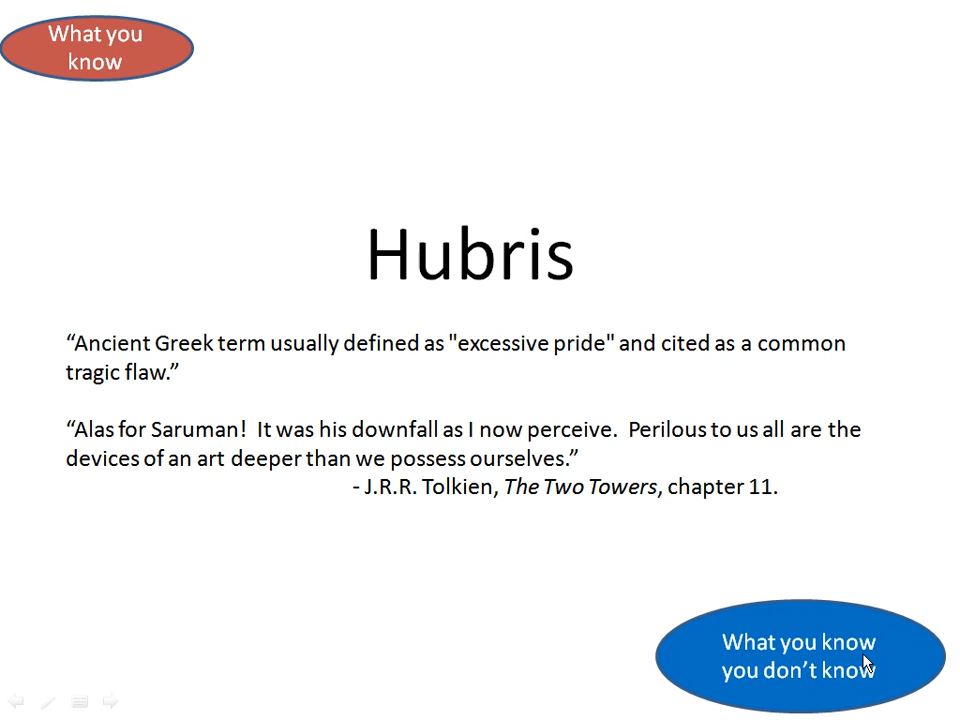 What you
know
Hubris
“Ancient Greek term usually defined as "excessive pride" and cited as a common
tragic flaw.”
“Alas for Saruman!  It was his downfall as I now perceive.  Perilous to us all are the
devices of an art deeper than we possess ourselves.”
- J.R.R. Tolkien, The Two Towers, chapter 11.
What you know
you don’t know